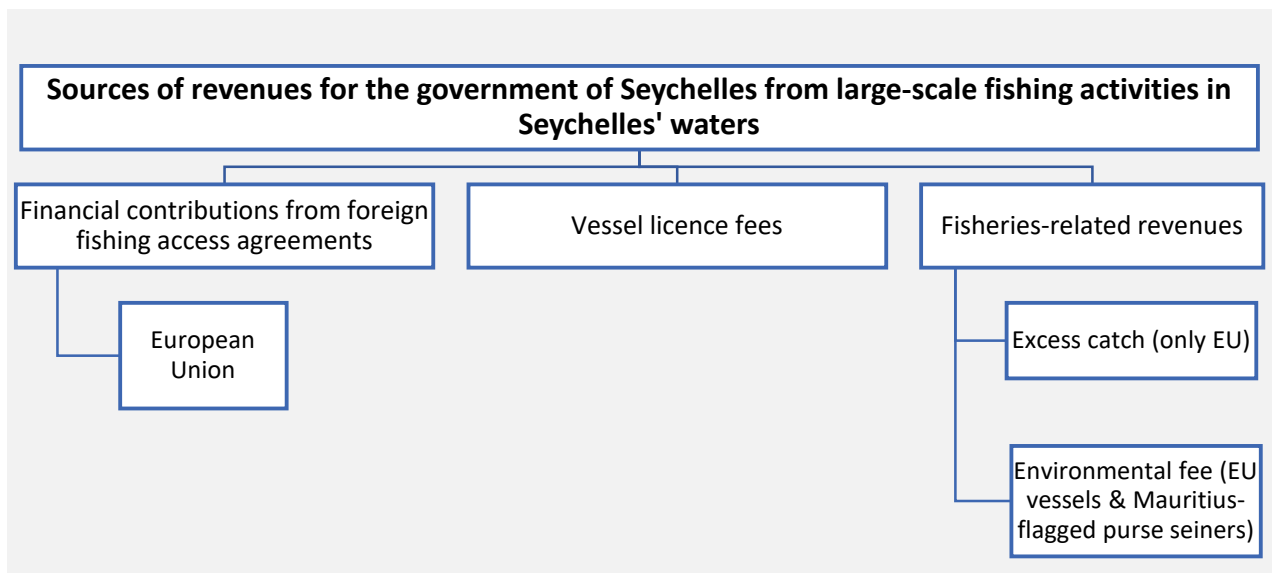 Sources of revenues for the government of Seychelles from large-scale fishing activities in
Seychelles' waters
Financial contributions from foreign
fishing access agreements
Vessel licence fees
Fisheries-related revenues
European
Union
Excess catch (only EU)
Environmental fee (EU
vessels & Mauritius-
flagged purse seiners)